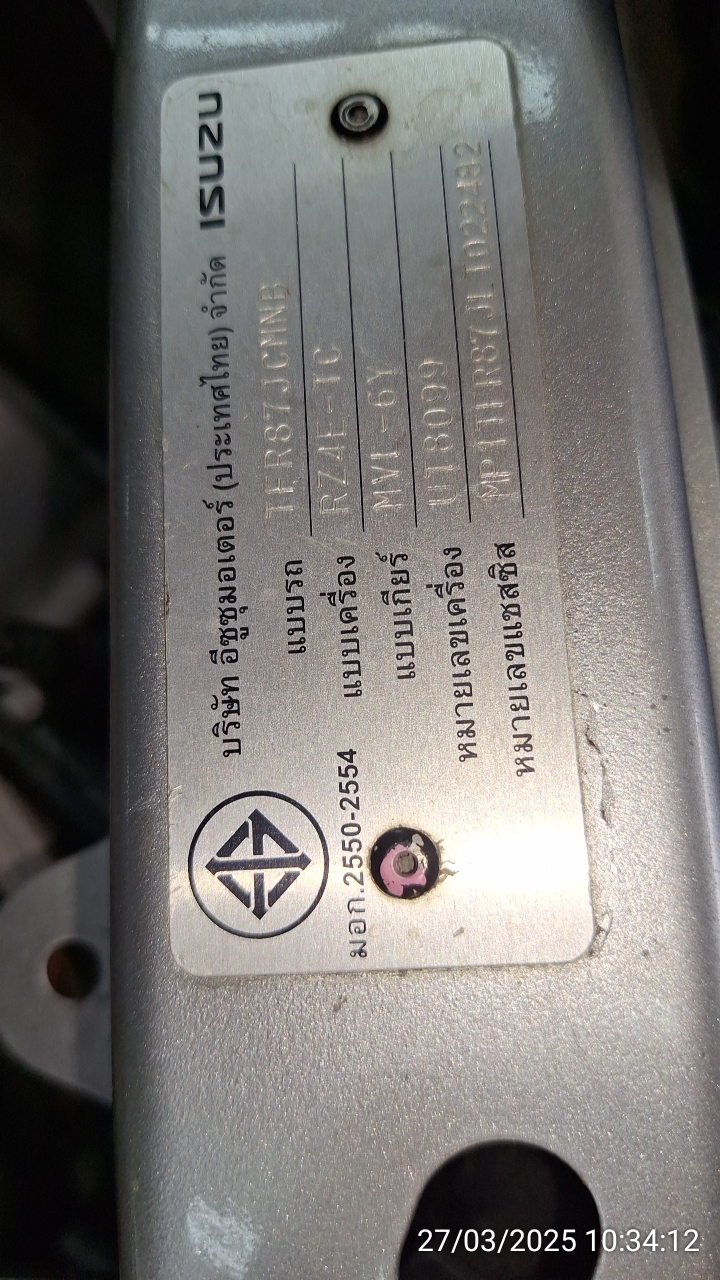 บริษัท อีซูซุมอเตอร์ (ประเทศไทย) จำกัด ISUZU
แบบรถ TFR87JCMNB
มอก.2550-2554 แบบเครื่อง RZ4E-TC
แบบเกียร์ MVL-6Y
หมายเลขเครื่อง UT8099
หมายเลขแชสซิส MP1TFR87JLT022482
27/03/2025 10:34:12